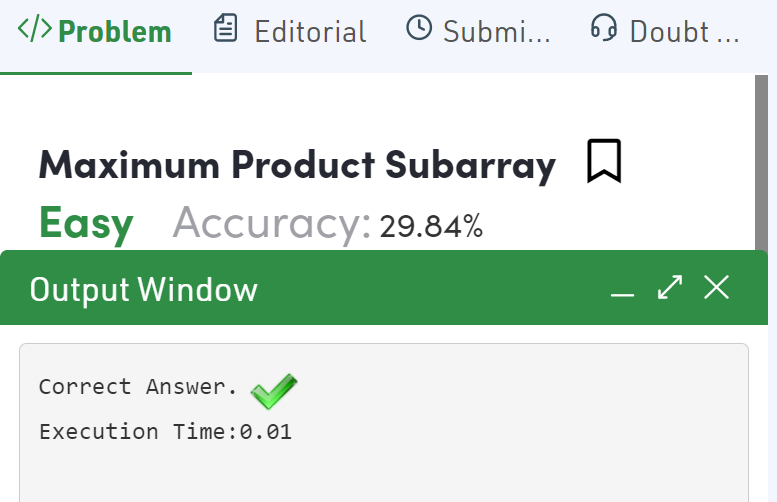 </> Problem Editorial Submi... Doubt ...
Maximum Product Subarray
Easy Accuracy: 29.84%
Output Window
Correct Answer.
Execution Time:0.01